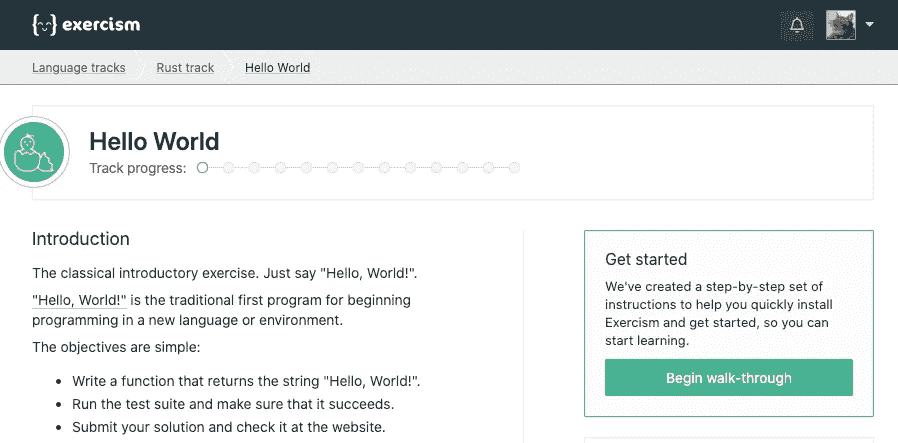 exercism
Language tracks
Rust track
Hello World
Hello World
Track progress:
Introduction
The classical introductory exercise. Just say "Hello, World!".
"Hello, World!" is the traditional first program for beginning
programming in a new language or environment.
The objectives are simple:
• Write a function that returns the string "Hello, World!".
• Run the test suite and make sure that it succeeds.
• Submit your solution and check it at the website.
Get started
We've created a step-by-step set of
instructions to help you quickly install
Exercism and get started, so you can
start learning.
Begin walk-through